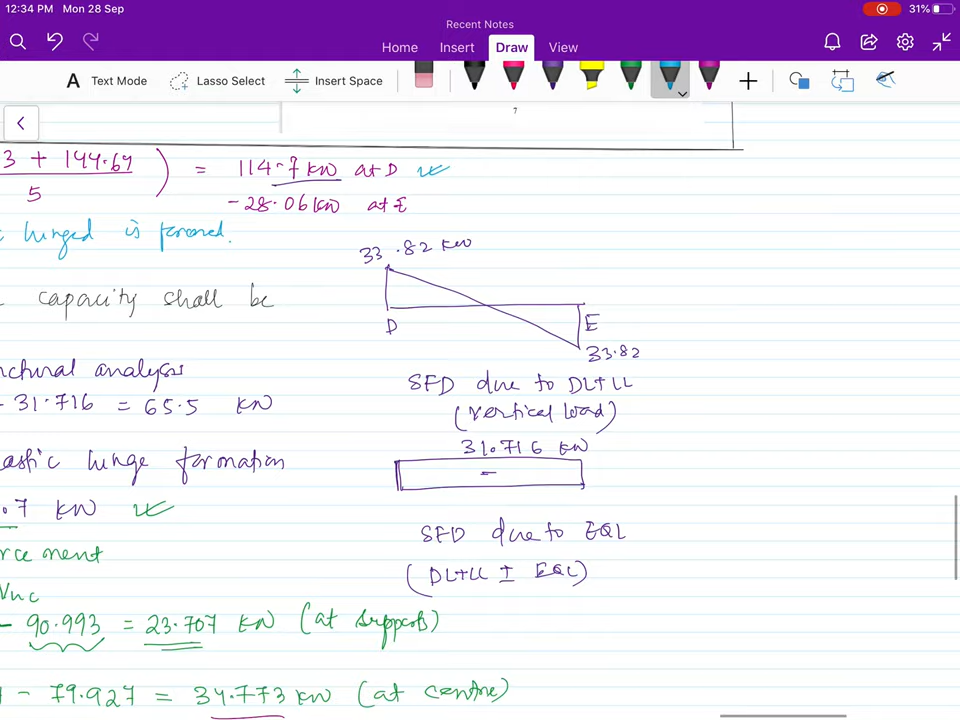 12:34 PM Mon 28 Sep
31%
Recent Notes
Home Insert Draw View
Text Mode Lasso Select Insert Space
7
3 + 144.69
5
= 114.7 kN at D
-28.06 kN at E
hinged is formed.
33.82 kN
capacity shall be
D
E
33.82
uctural analysis
SFD due to DL+LL
- 31.716 = 65.5 kN
(vertical load)
31.716 kN
astic hinge formation
-
.7 kN
SFD due to EQL
rce ment
(DL+LL ± EQL)
Vuc
- 90.993 = 23.707 kN (at supports)
- 79.927 = 34.773 kN (at centre)